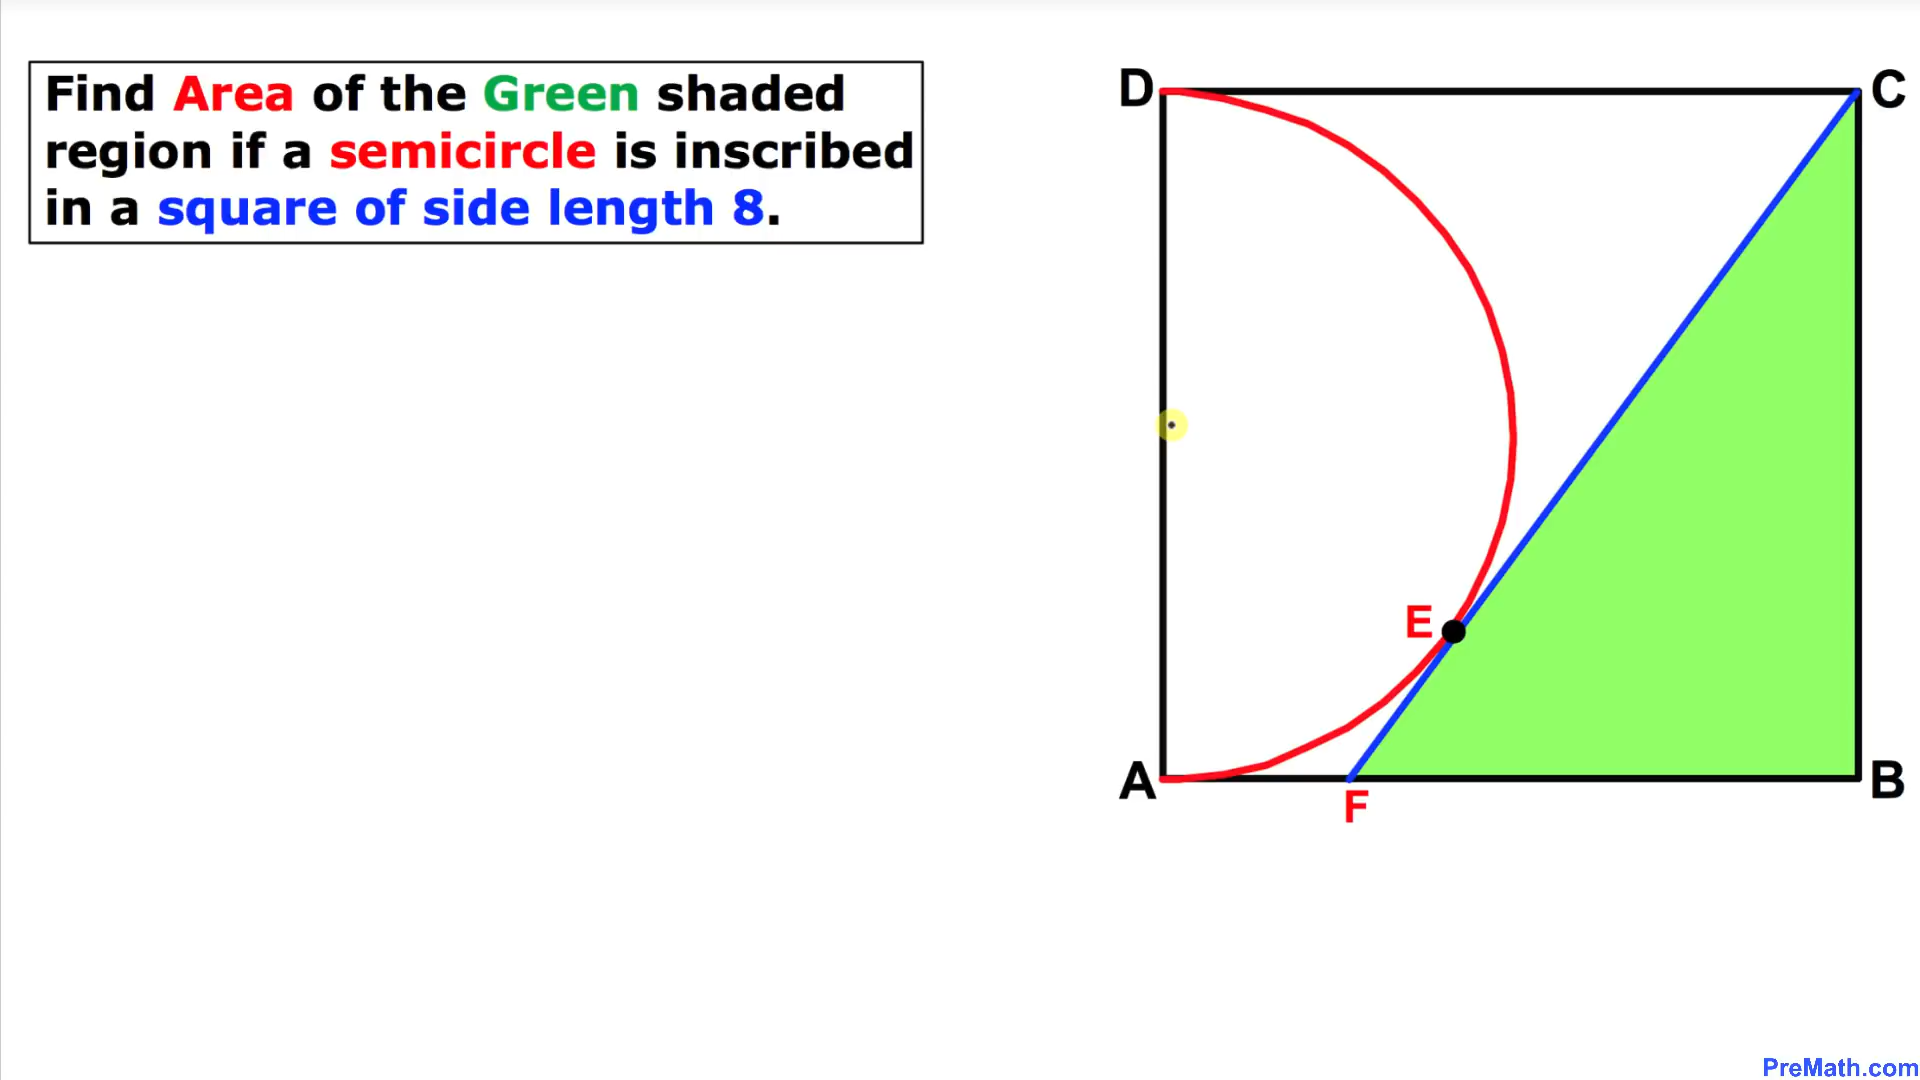 Find Area of the Green shaded
region if a semicircle is inscribed
in a square of side length 8.
D
C
E
A
B
F
PreMath.com